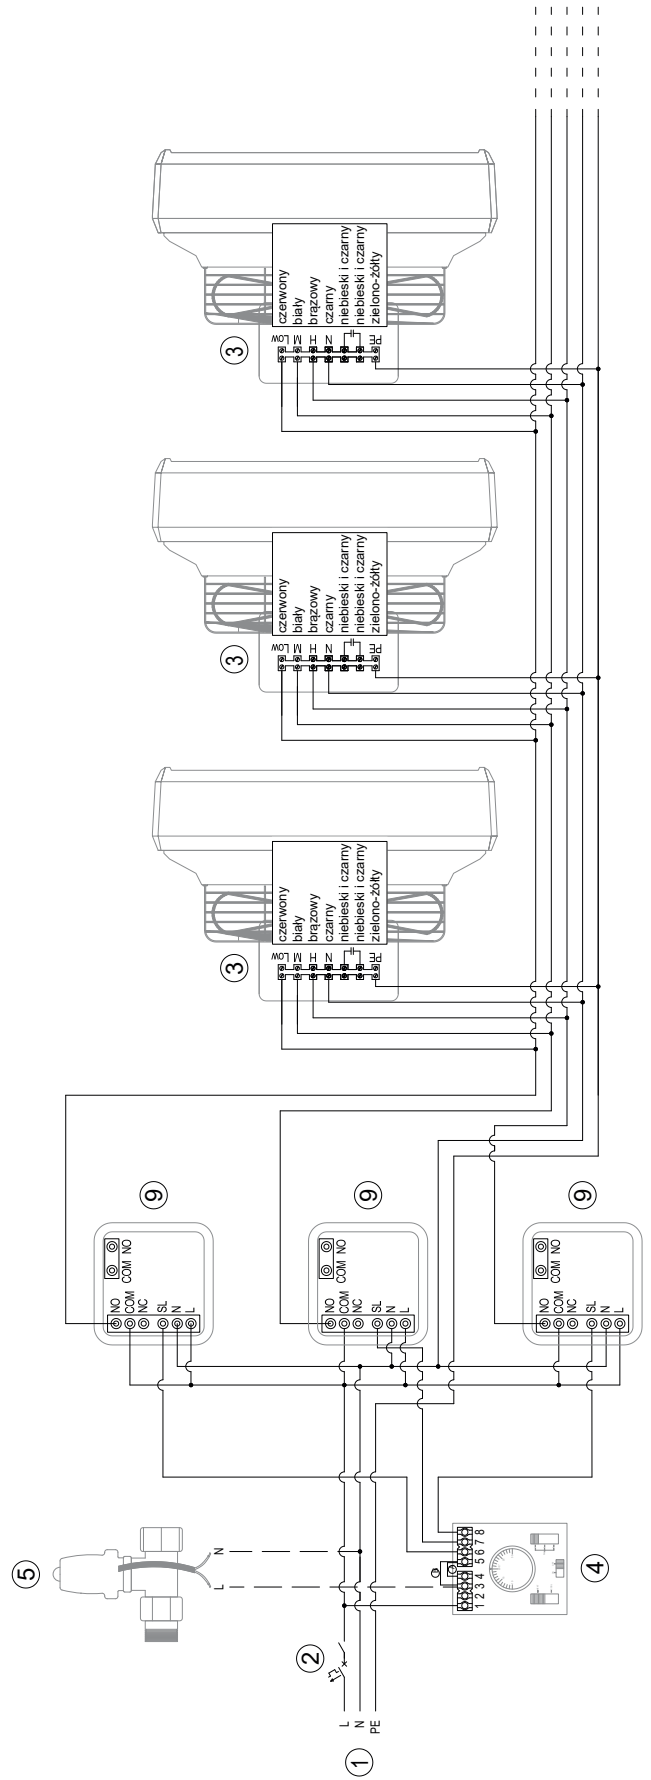 5
L
N
1
L
N
PE
2
4
1
2
3
4
5
6
7
8
9
NO
COM
NC
SL
N
L
COM NO
9
NO
COM
NC
SL
N
L
COM NO
9
NO
COM
NC
SL
N
L
COM NO
3
Low
M
H
N
PE
czerwony
biały
brązowy
czarny
niebieski i czarny
niebieski i czarny
zielono-żółty
3
Low
M
H
N
PE
czerwony
biały
brązowy
czarny
niebieski i czarny
niebieski i czarny
zielono-żółty
3
Low
M
H
N
PE
czerwony
biały
brązowy
czarny
niebieski i czarny
niebieski i czarny
zielono-żółty